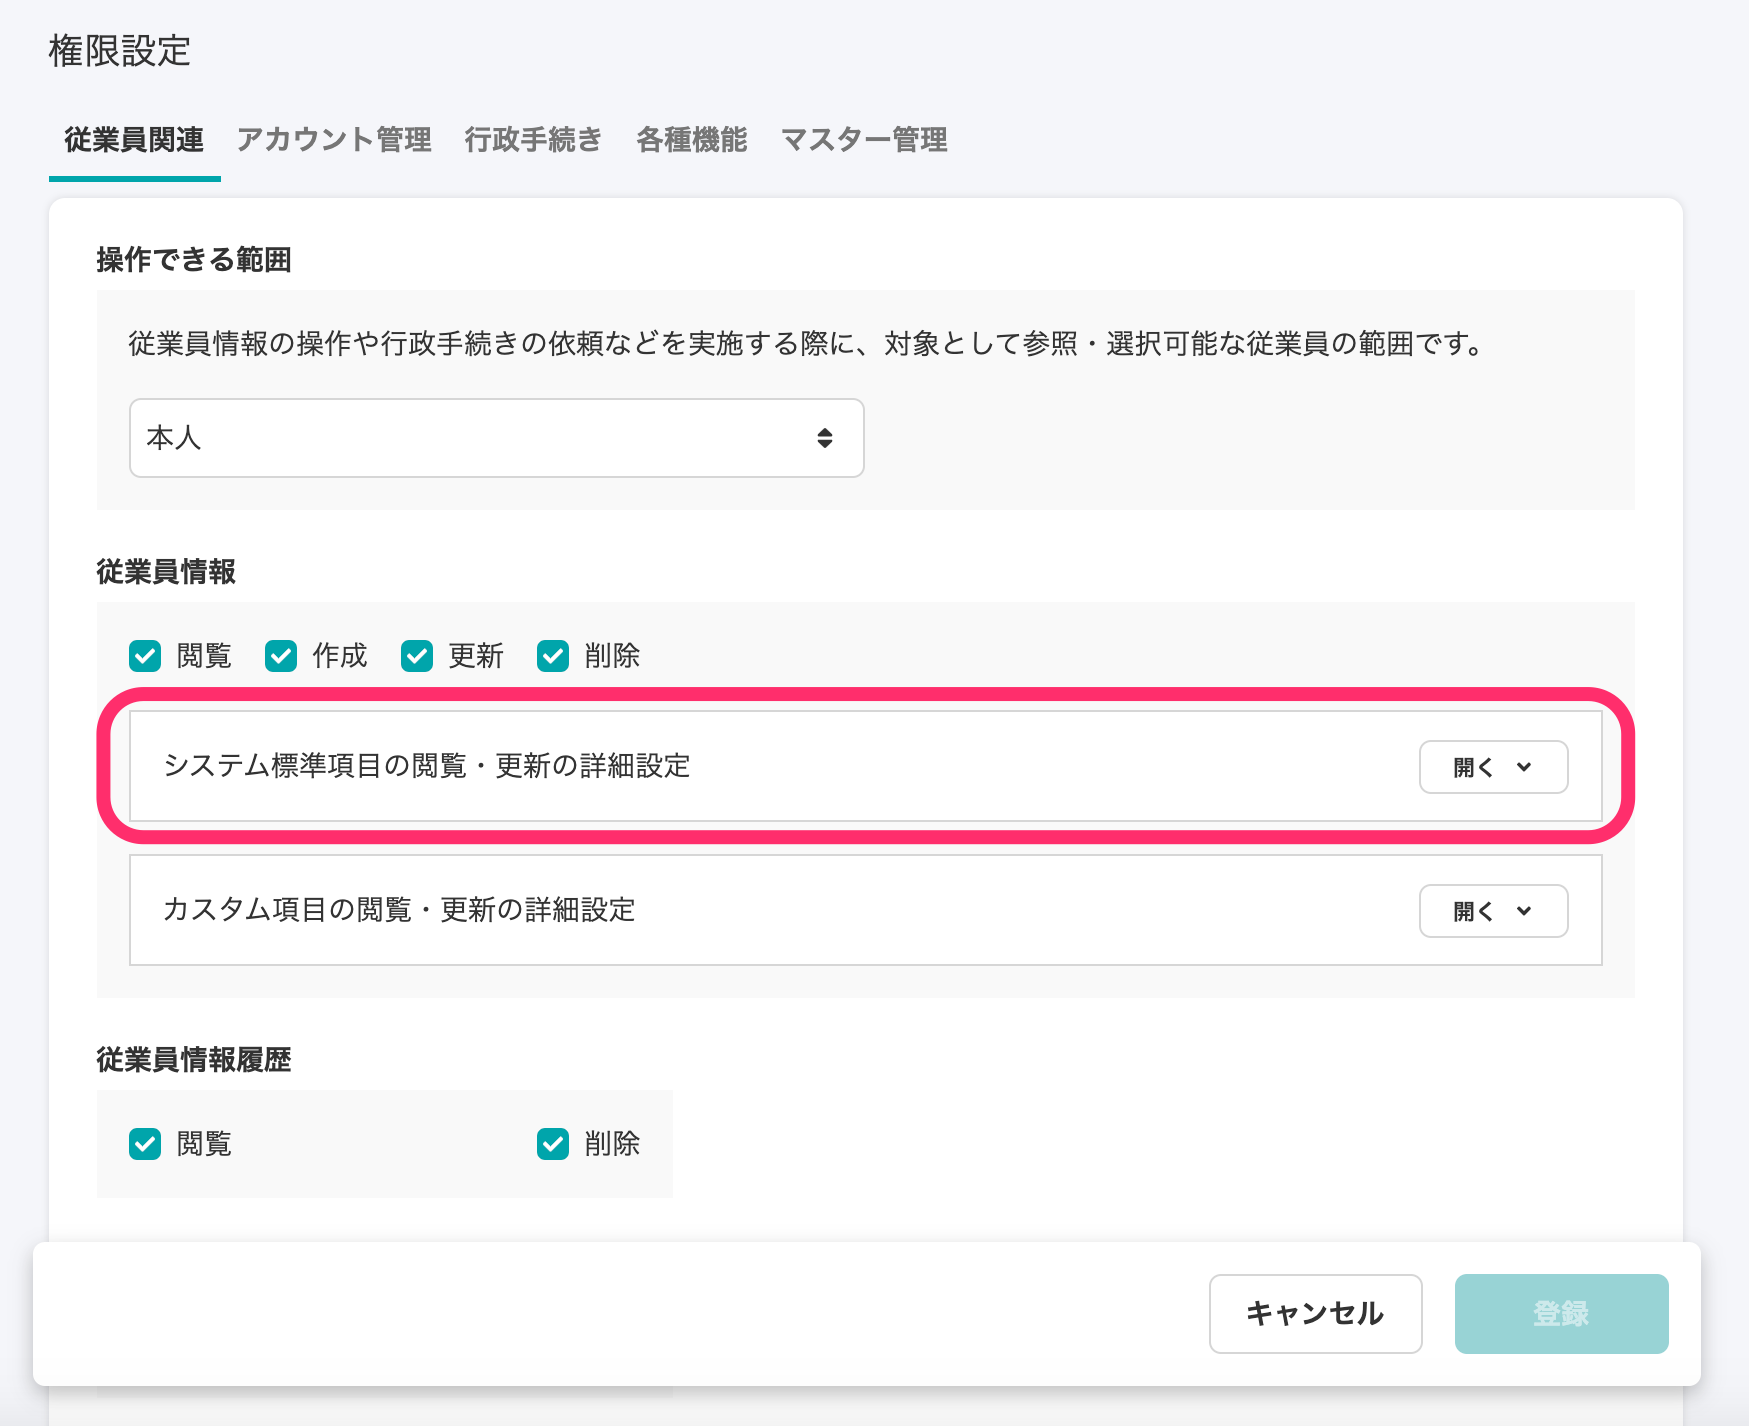 権限設定
従業員関連 アカウント管理 行政手続き 各種機能 マスター管理
操作できる範囲
従業員情報の操作や行政手続きの依頼などを実施する際に、対象として参照・選択可能な従業員の範囲です。
本人
従業員情報
閲覧 作成 更新 削除
システム標準項目の閲覧・更新の詳細設定 開く
カスタム項目の閲覧・更新の詳細設定 開く
従業員情報履歴
閲覧 削除
キャンセル 登録